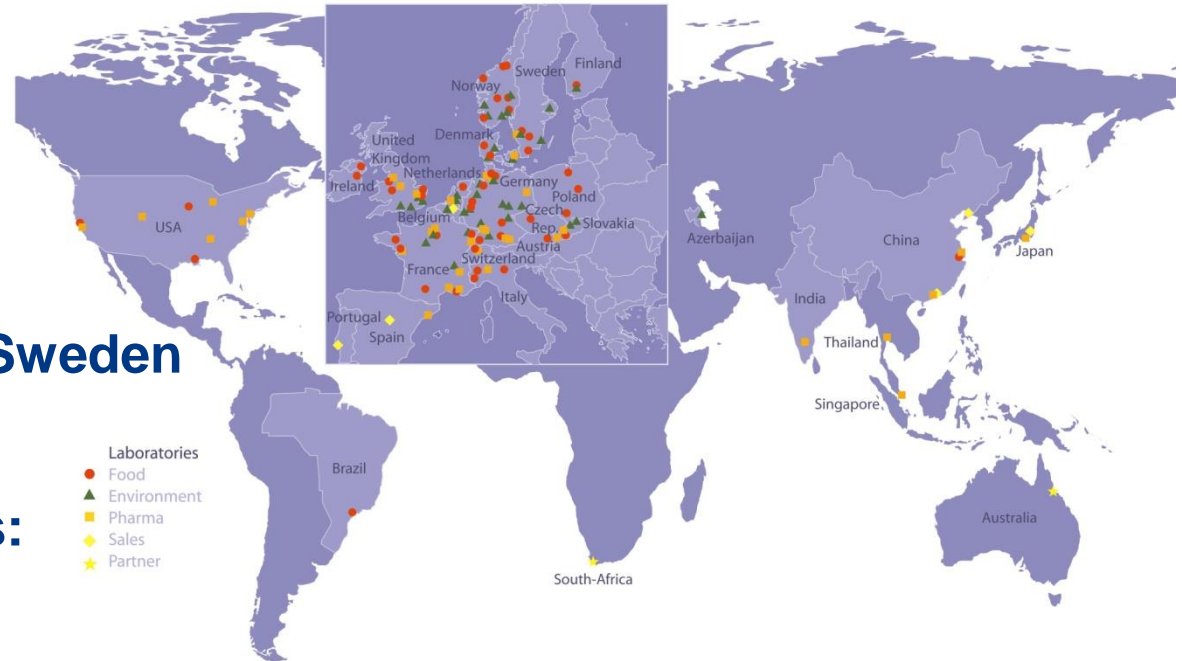 Finland
Sweden
Norway
Denmark
United
Kingdom
Netherlands
Ireland
Germany
Poland
Belgium
Czech
Rep.
Slovakia
Austria
Switzerland
France
Italy
Portugal
Spain
USA
Azerbaijan
China
Japan
India
Thailand
Singapore
Sweden
s:
Laboratories
Food
Environment
Pharma
Sales
Partner
Brazil
South-Africa
Australia